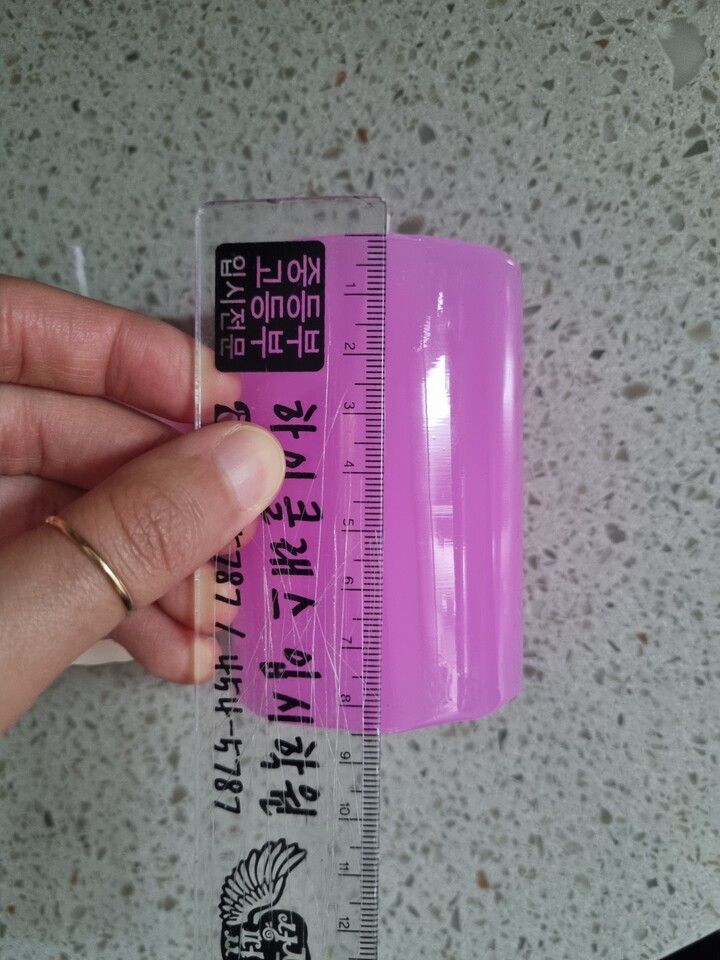 중등부
고등부
입시전문
하이클래스 입시학원
5787 / 454-5787
1 2 3 4 5 6 7 8 9 10 11 12